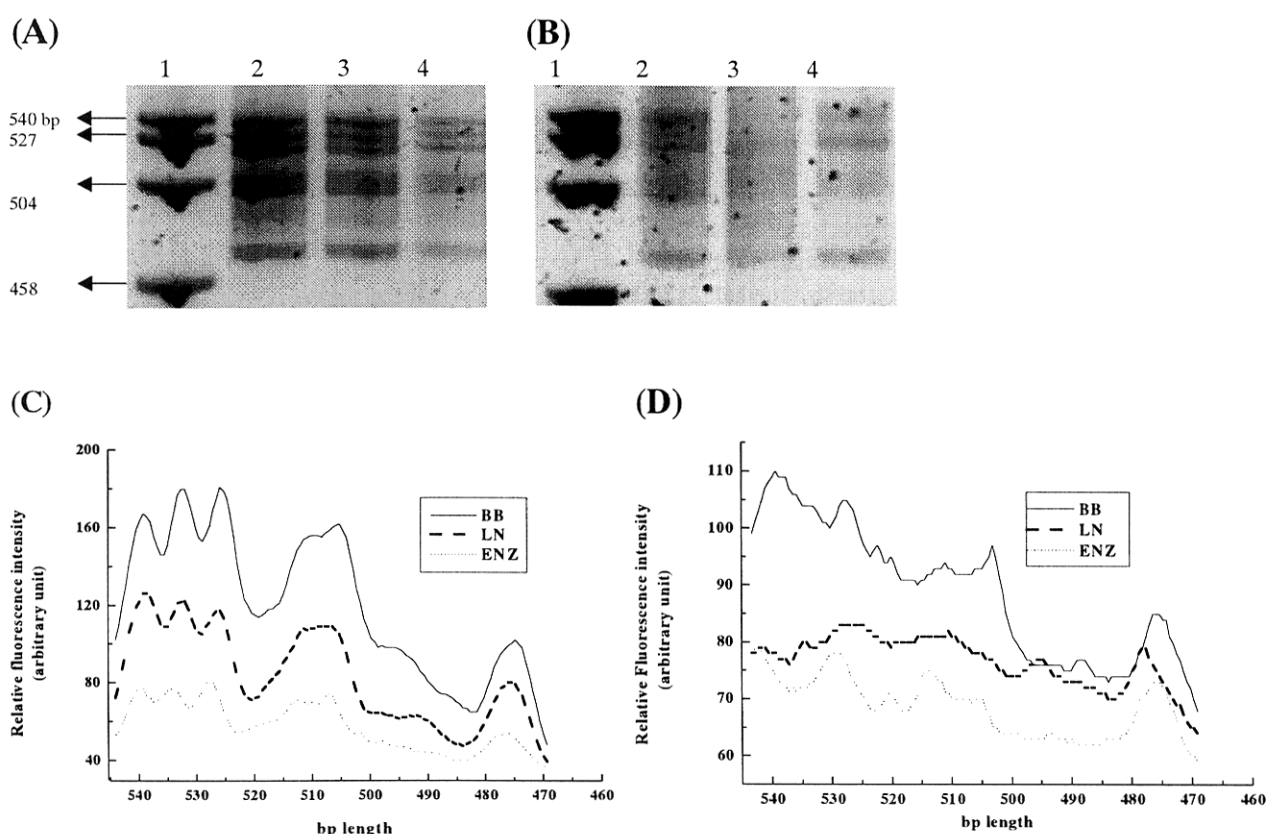 (A)
1 2 3 4
540 bp
527
504
458
(B)
1 2 3 4
(C)
200
160
120
80
40
Relative fluorescence intensity
(arbitrary unit)
BB
LN
ENZ
540 530 520 510 500 490 480 470 460
bp length
(D)
110
100
90
80
70
60
Relative Fluorescence intensity
(arbitrary unit)
BB
LN
ENZ
540 530 520 510 500 490 480 470 460
bp length